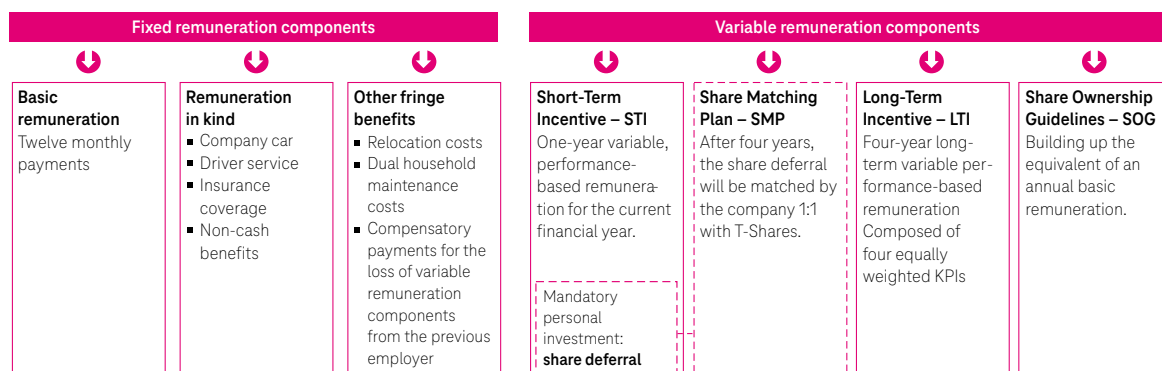 Fixed remuneration components
Variable remuneration components
Basic
remuneration
Twelve monthly
payments
Remuneration
in kind
▪ Company car
▪ Driver service
▪ Insurance
coverage
▪ Non-cash
benefits
Other fringe
benefits
▪ Relocation costs
▪ Dual household
maintenance
costs
▪ Compensatory
payments for the
loss of variable
remuneration
components
from the previous
employer
Short-Term
Incentive – STI
One-year variable,
performance-
based remunera-
tion for the current
financial year.
Mandatory
personal
investment:
share deferral
Share Matching
Plan – SMP
After four years,
the share deferral
will be matched by
the company 1:1
with T-Shares.
Long-Term
Incentive – LTI
Four-year long-
term variable per-
formance-based
remuneration
Composed of
four equally
weighted KPIs
Share Ownership
Guidelines – SOG
Building up the
equivalent of an
annual basic
remuneration.